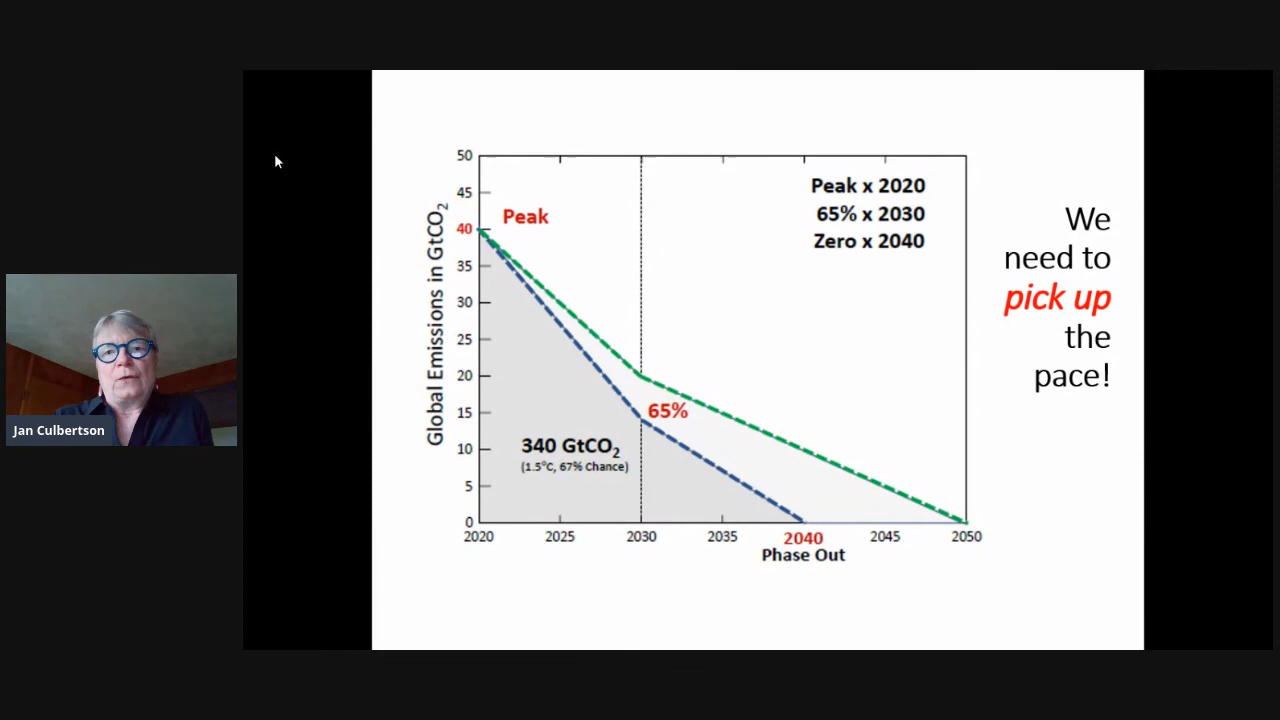 Jan Culbertson
50
45
40
35
30
25
20
15
10
5
0
Global Emissions in GtCO₂
Peak
Peak x 2020
65% x 2030
Zero x 2040
65%
340 GtCO₂
(1.5°C, 67% Chance)
2020 2025 2030 2035 2040 2045 2050
Phase Out
We
need to
pick up
the
pace!